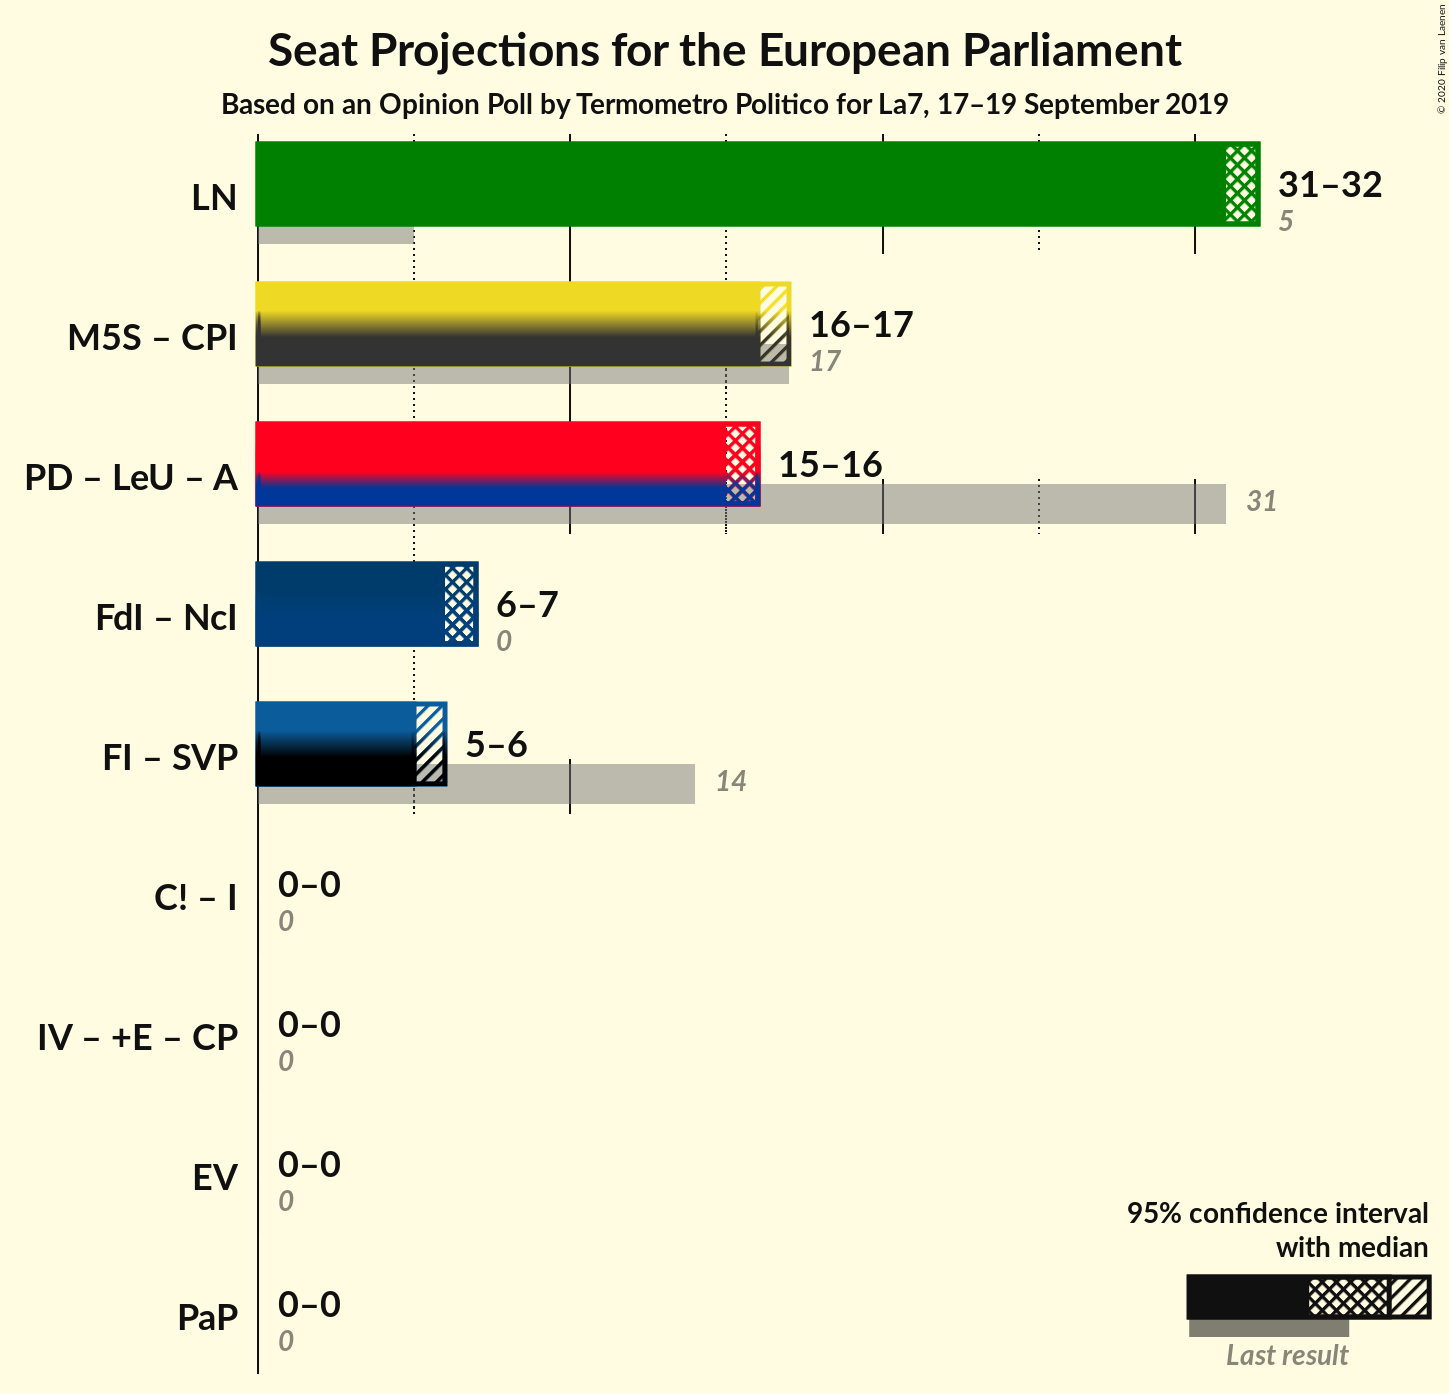 Seat Projections for the European Parliament
Based on an Opinion Poll by Termometro Politico for La7, 17–19 September 2019
© 2020 Filip van Laenen
LN
31–32
5
M5S – CPI
16–17
17
PD – LeU – A
15–16
31
FdI – NcI
6–7
0
FI – SVP
5–6
14
C! – I
0–0
0
IV – +E – CP
0–0
0
EV
0–0
0
PaP
0–0
0
95% confidence interval
with median
Last result